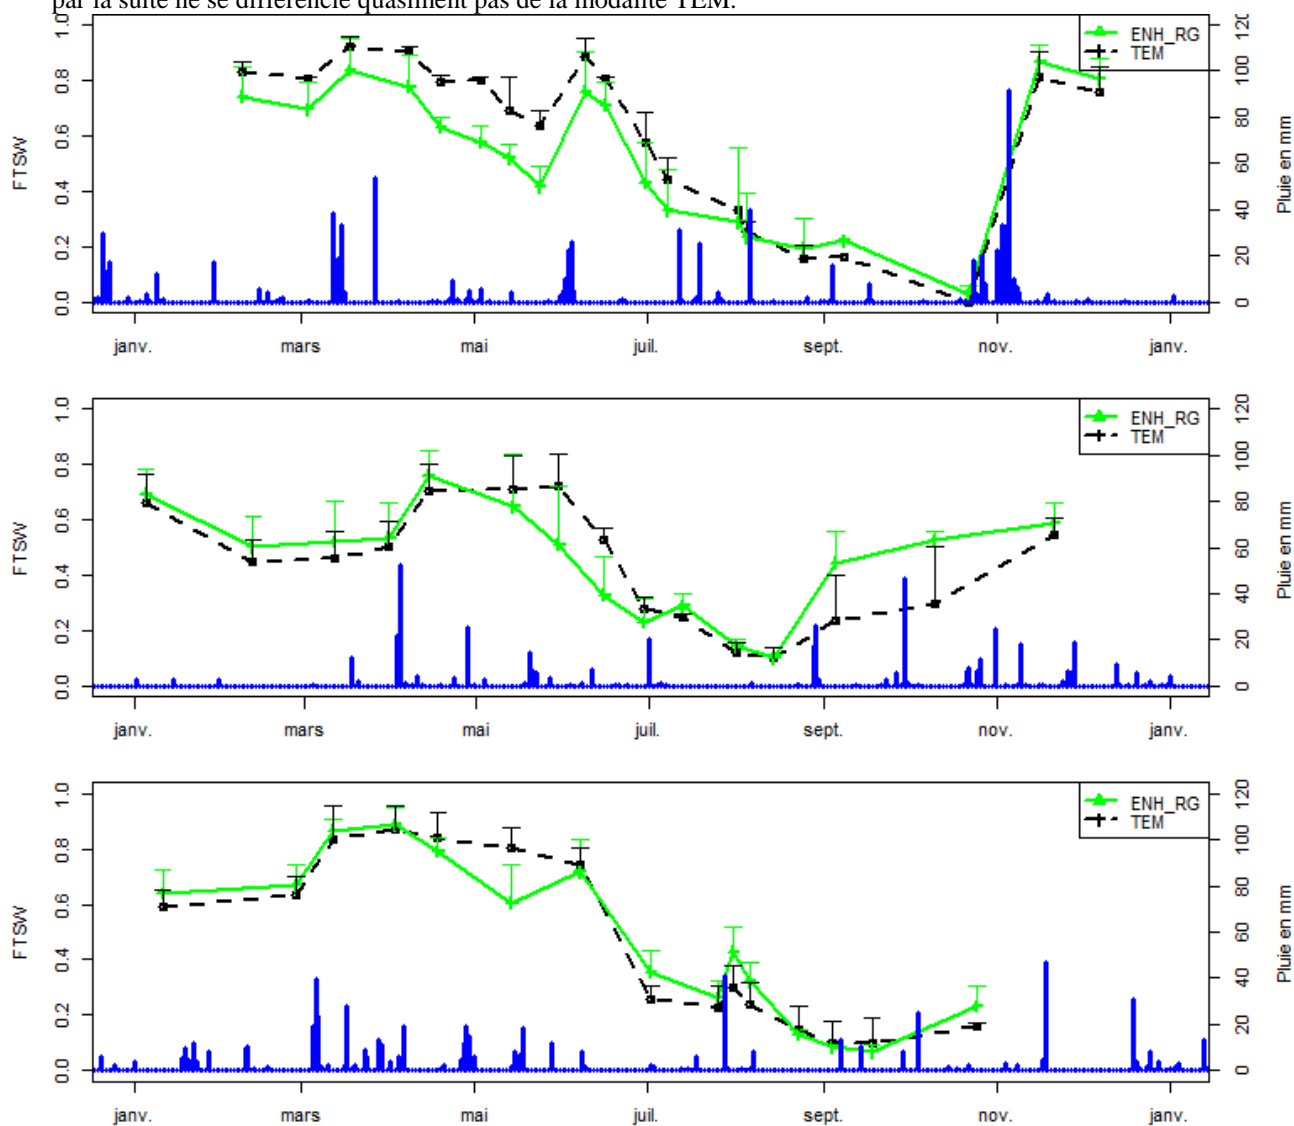 par la suite ne se différencie quasiment pas de la modalité TEM.
1.0
0.8
0.6
0.4
0.2
0.0
FTSW
ENH_RG
TEM
120
100
80
60
40
20
0
Pluie en mm
janv. mars mai juil. sept. nov. janv.
1.0
0.8
0.6
0.4
0.2
0.0
FTSW
ENH_RG
TEM
120
100
80
60
40
20
0
Pluie en mm
janv. mars mai juil. sept. nov. janv.
1.0
0.8
0.6
0.4
0.2
0.0
FTSW
ENH_RG
TEM
120
100
80
60
40
20
0
Pluie en mm
janv. mars mai juil. sept. nov. janv.